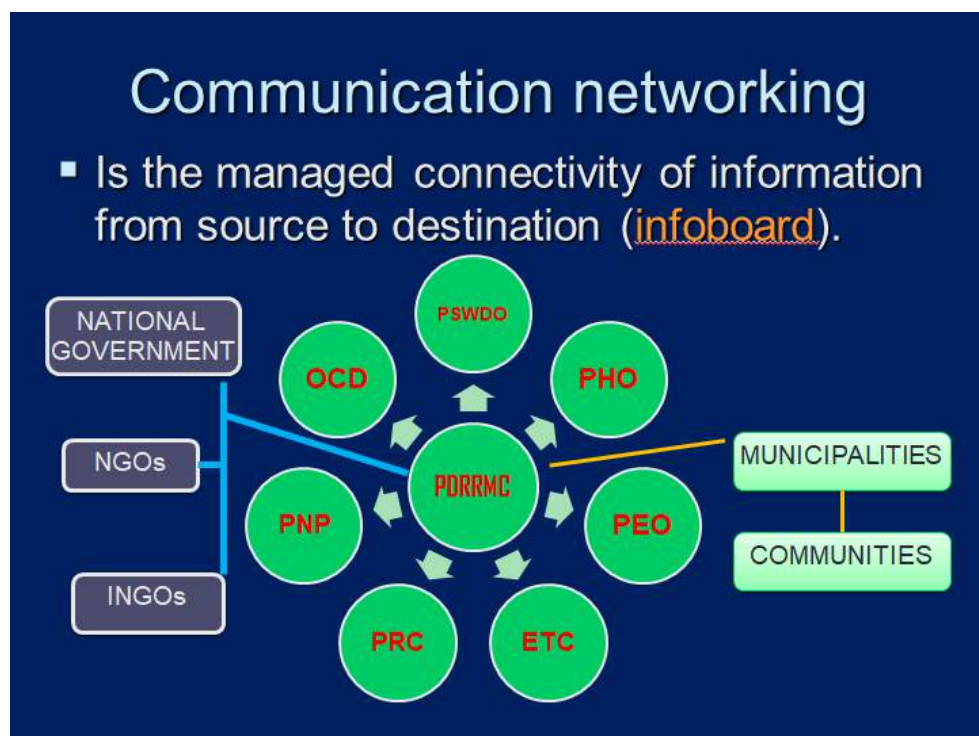 Communication networking
▪ Is the managed connectivity of information
from source to destination (infoboard).
NATIONAL
GOVERNMENT
NGOs
INGOs
PSWDO
OCD
PHO
PDRRMC
PNP
PEO
PRC
ETC
MUNICIPALITIES
COMMUNITIES